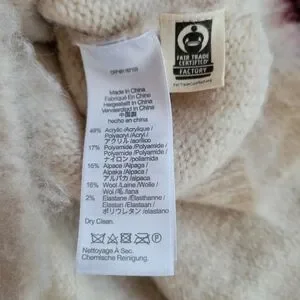 Made in China
Fabriqué En Chine
Hergestellt in China
Vervaardigd in China
中国製
hecho en china
49% Acrylic/Acrylique /
Polyacryl /Acryl /
アクリル /acrílico
17% Polyamide/Polyamide /
Polyamid/Polyamide /
ナイロン /poliamida
16% Alpaca /Alpaga /
Alpaka /Alpaca /
アルパカ /alpaca
16% Wool /Laine /Wolle /
Wol /毛 /lana
2% Elastane /Elasthanne /
Elastan /Elastaan /
ポリウレタン /elastano
Dry Clean.
Nettoyage À Sec.
Chemische Reinigung.
FAIR TRADE
CERTIFIED
FACTORY
FairTradeCertified.org